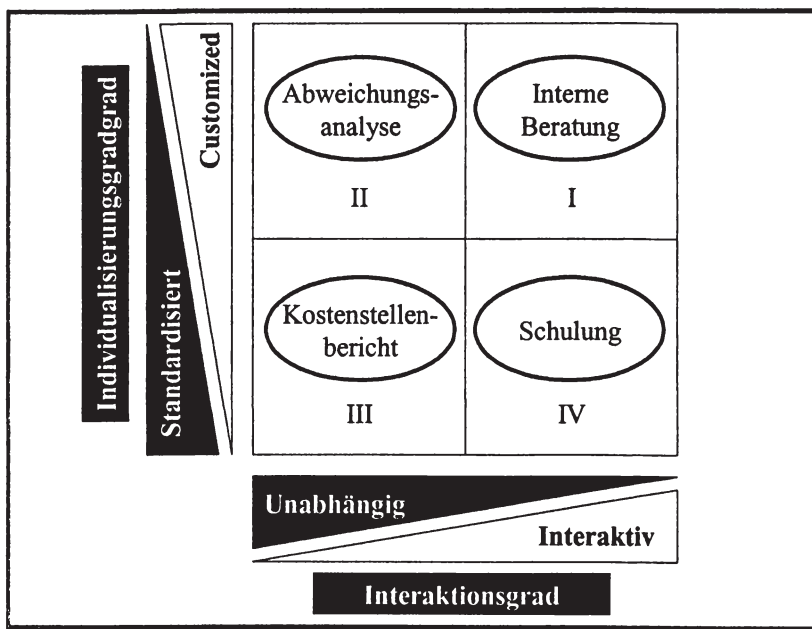 Individualisierungsgradgrad
Standardisiert
Customized
Abweichungs-
analyse
II
Interne
Beratung
I
Kostenstellen-
bericht
III
Schulung
IV
Unabhängig
Interaktiv
Interaktionsgrad